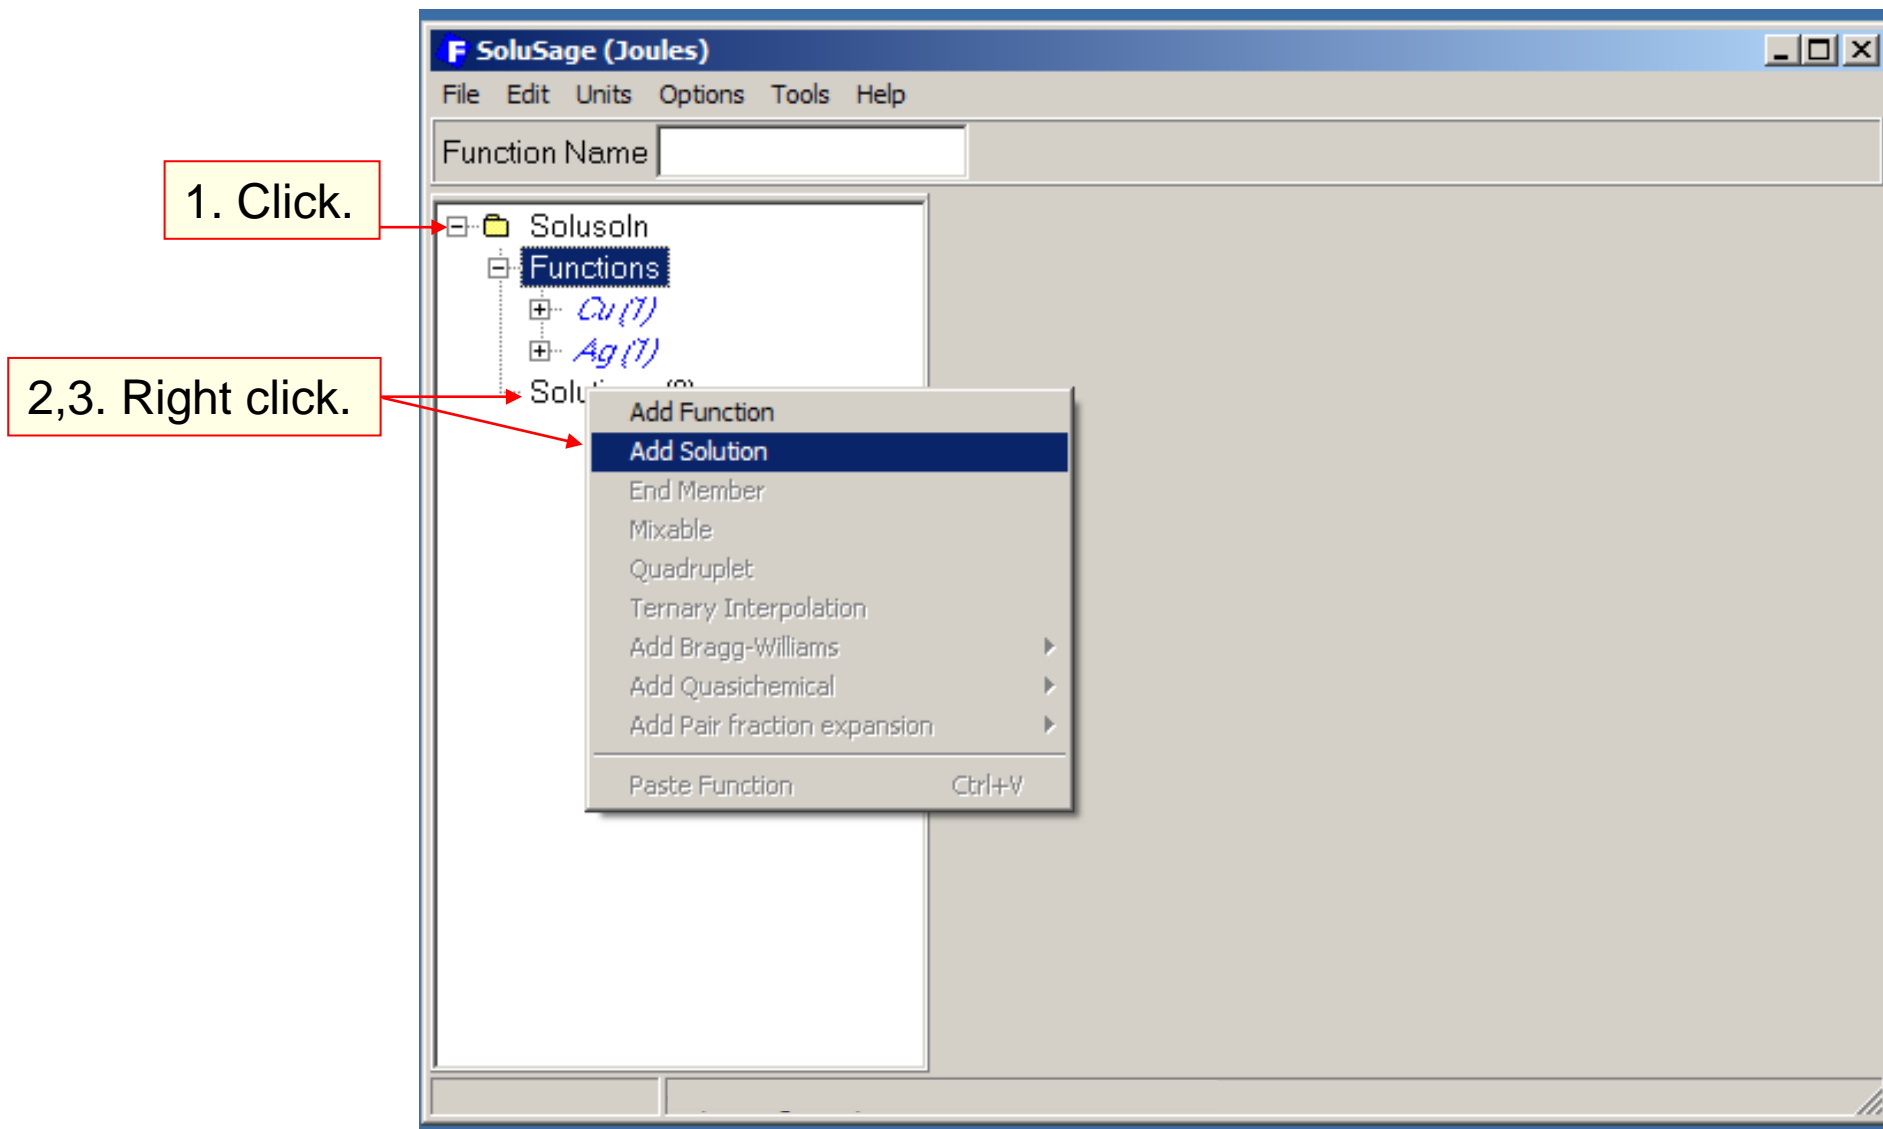 SoluSage (Joules)
File Edit Units Options Tools Help
Function Name
1. Click.
Solusoln
Functions
Cu (1)
Ag (1)
2,3. Right click.
Add Function
Add Solution
End Member
Mixable
Quadruplet
Ternary Interpolation
Add Bragg-Williams
Add Quasichemical
Add Pair fraction expansion
Paste Function Ctrl+V